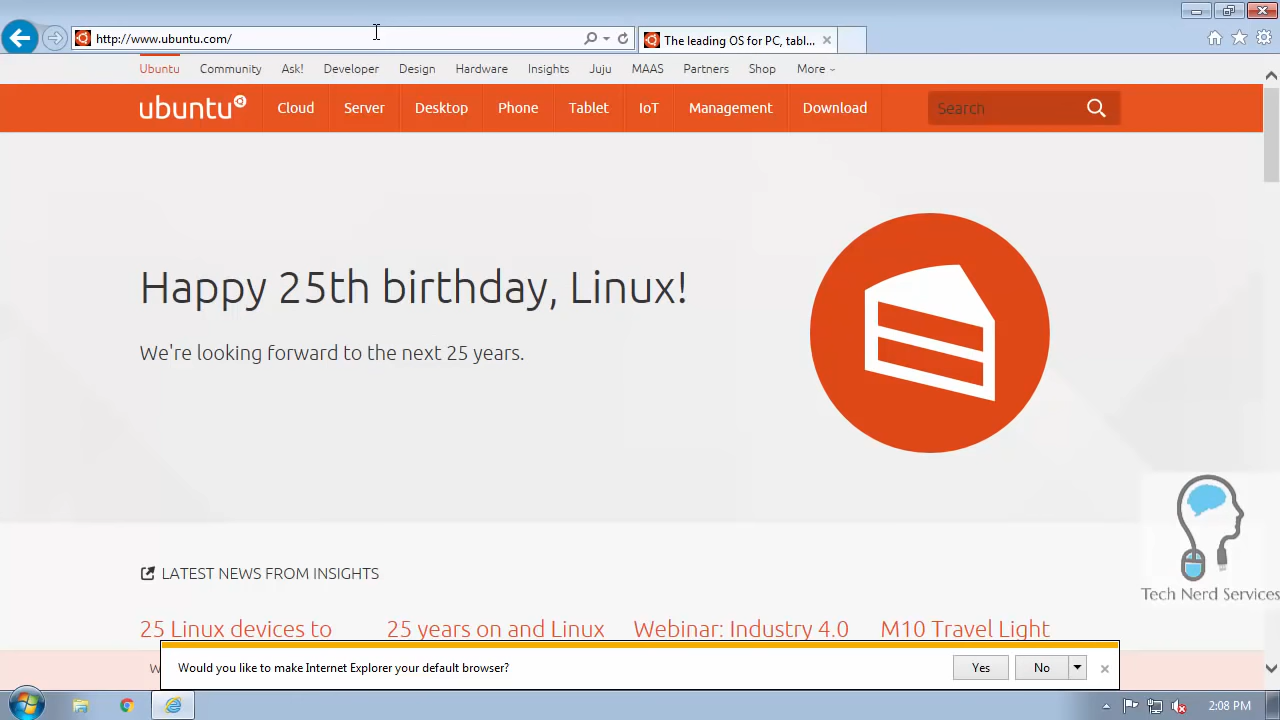 http://www.ubuntu.com/
The leading OS for PC, tabl...
Ubuntu Community Ask! Developer Design Hardware Insights Juju MAAS Partners Shop More
ubuntu Cloud Server Desktop Phone Tablet IoT Management Download Search
Happy 25th birthday, Linux!
We're looking forward to the next 25 years.
LATEST NEWS FROM INSIGHTS
25 Linux devices to
25 years on and Linux
Webinar: Industry 4.0
M10 Travel Light
Would you like to make Internet Explorer your default browser? Yes No
Tech Nerd Services
2:08 PM